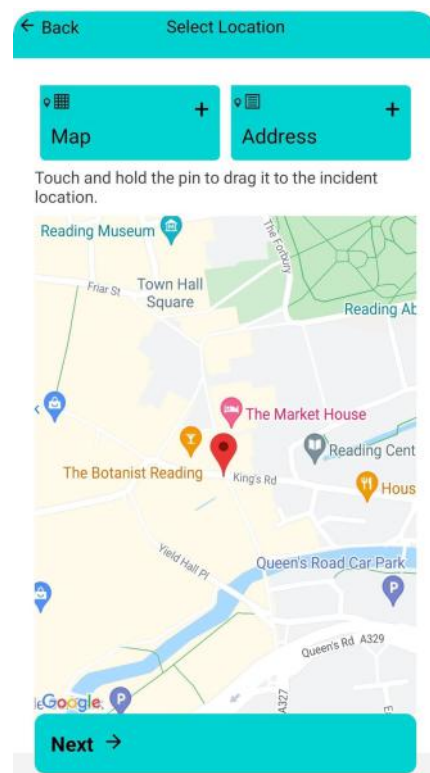 ← Back
Select Location
+
Map
+
Address
Touch and hold the pin to drag it to the incident
location.
Reading Museum
The Forbury
Friar St
Town Hall
Square
Reading Ab
The Market House
Reading Cent
The Botanist Reading
King's Rd
Hous
Yield Hall Pl
Queen's Road Car Park
P
Queen's Rd A329
A327
Google
P
Next →